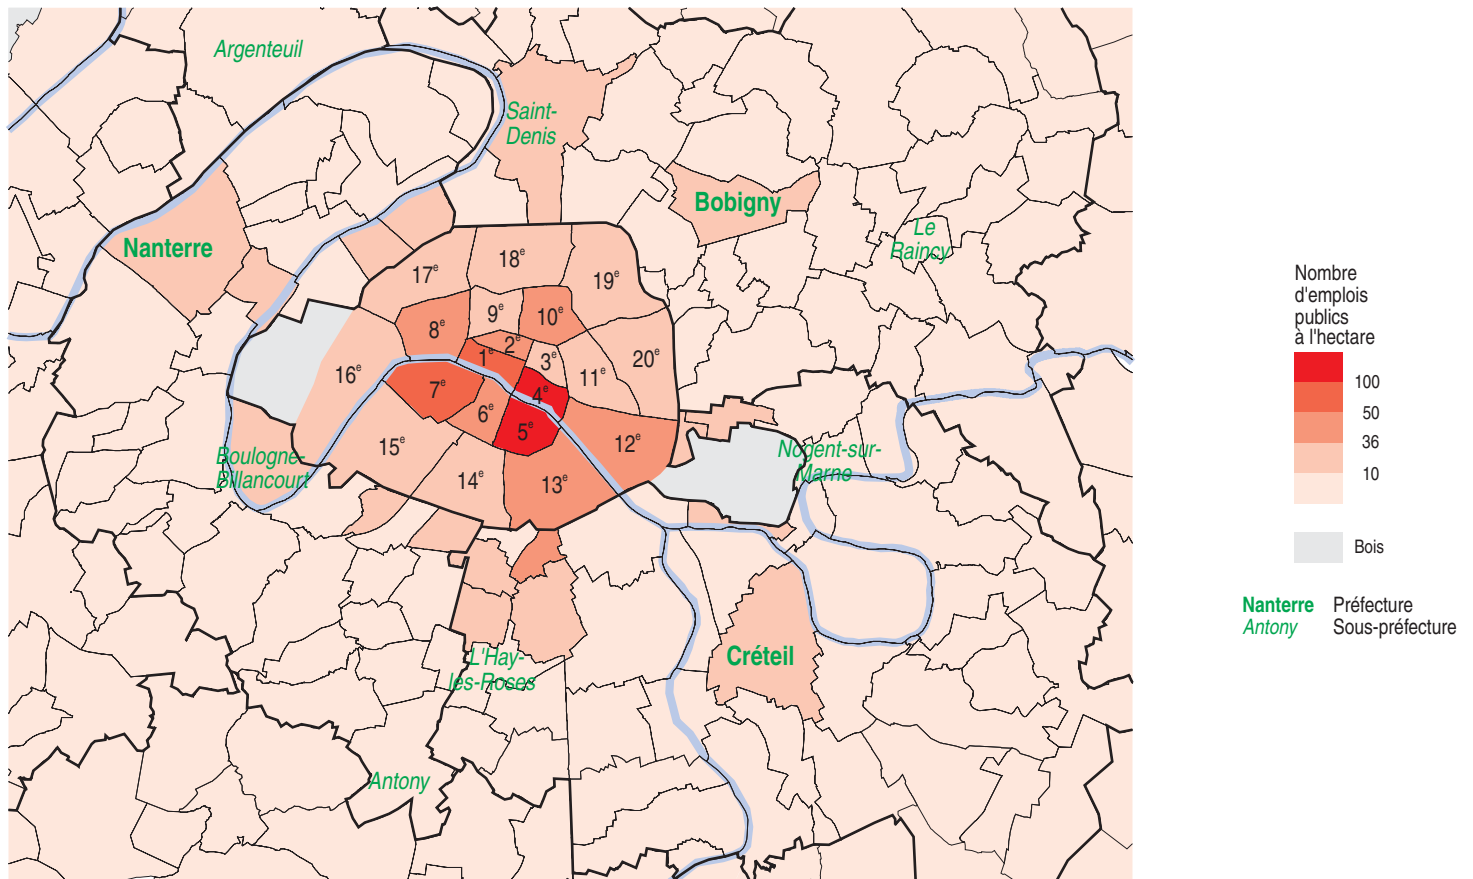 Argenteuil
Saint-
Denis
Bobigny
Nanterre
Le
Raincy
18e
17e
19e
9e
10e
8e
2e
1e
3e
20e
16e
11e
7e
4e
6e
5e
12e
15e
14e
13e
Boulogne-
Billancourt
Nogent-sur-
Marne
Créteil
L'Hay-
les-Roses
Antony
Nombre
d'emplois
publics
à l'hectare
100
50
36
10
Bois
Nanterre Préfecture
Antony Sous-préfecture